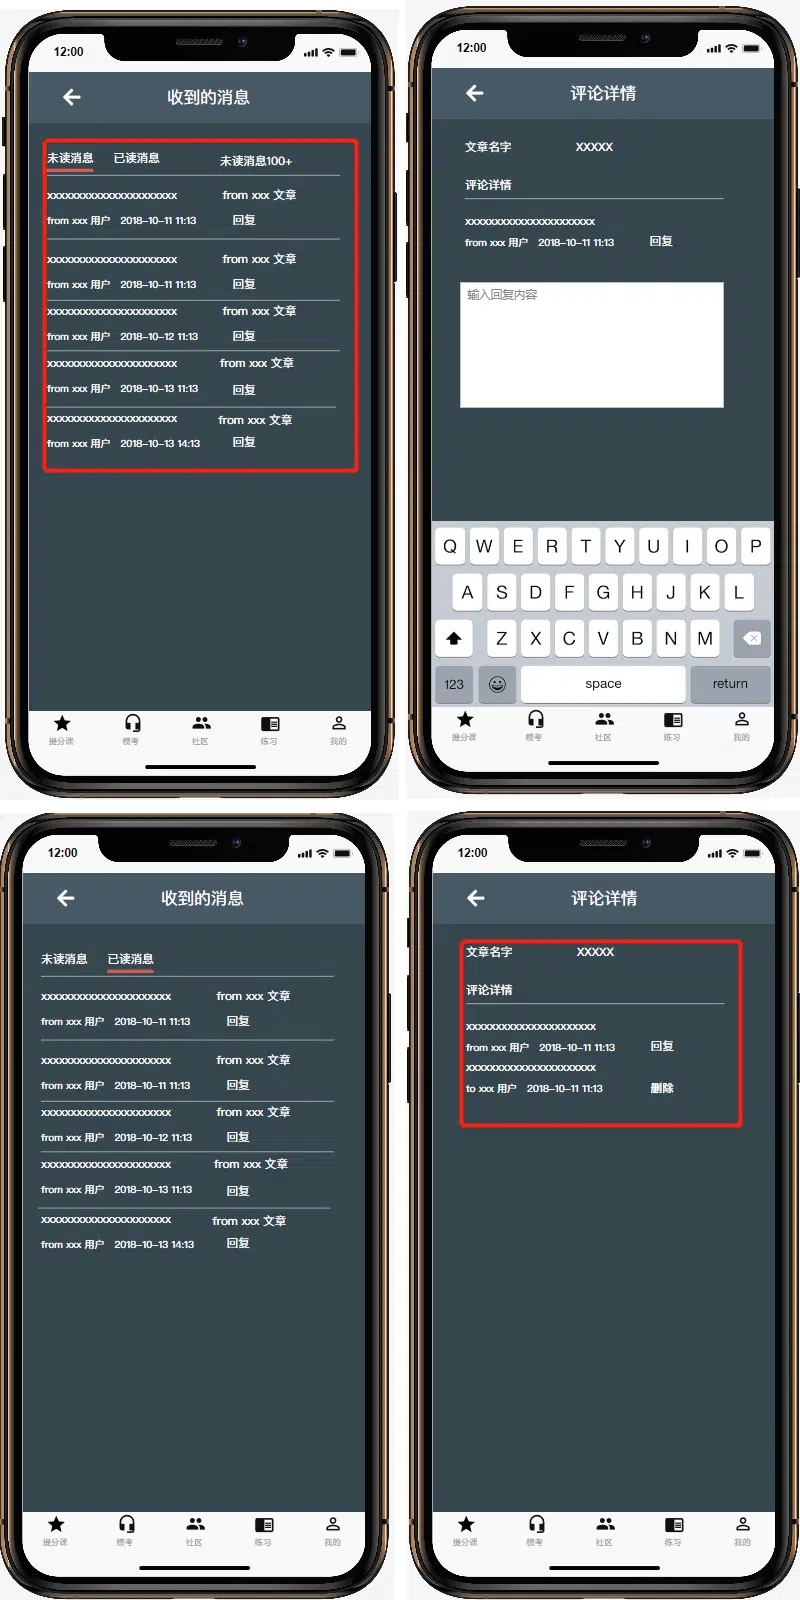 12:00
收到的消息
未读消息 已读消息 未读消息100+
xxxxxxxxxxxxxxxxxxxxxx from xxx 文章
from xxx 用户 2018-10-11 11:13 回复
xxxxxxxxxxxxxxxxxxxxxx from xxx 文章
from xxx 用户 2018-10-11 11:13 回复
xxxxxxxxxxxxxxxxxxxxxx from xxx 文章
from xxx 用户 2018-10-12 11:13 回复
xxxxxxxxxxxxxxxxxxxxxx from xxx 文章
from xxx 用户 2018-10-13 11:13 回复
xxxxxxxxxxxxxxxxxxxxxx from xxx 文章
from xxx 用户 2018-10-13 14:13 回复
提分课 模考 社区 练习 我的
12:00
评论详情
文章名字 XXXXX
评论详情
xxxxxxxxxxxxxxxxxxxxxx
from xxx 用户 2018-10-11 11:13 回复
输入回复内容
Q W E R T Y U I O P
A S D F G H J K L
Z X C V B N M
123 space return
提分课 模考 社区 练习 我的
12:00
收到的消息
未读消息 已读消息
xxxxxxxxxxxxxxxxxxxxxx from xxx 文章
from xxx 用户 2018-10-11 11:13 回复
xxxxxxxxxxxxxxxxxxxxxx from xxx 文章
from xxx 用户 2018-10-11 11:13 回复
xxxxxxxxxxxxxxxxxxxxxx from xxx 文章
from xxx 用户 2018-10-12 11:13 回复
xxxxxxxxxxxxxxxxxxxxxx from xxx 文章
from xxx 用户 2018-10-13 11:13 回复
xxxxxxxxxxxxxxxxxxxxxx from xxx 文章
from xxx 用户 2018-10-13 14:13 回复
提分课 模考 社区 练习 我的
12:00
评论详情
文章名字 XXXXX
评论详情
xxxxxxxxxxxxxxxxxxxxxx
from xxx 用户 2018-10-11 11:13 回复
xxxxxxxxxxxxxxxxxxxxxx
to xxx 用户 2018-10-11 11:13 删除
提分课 模考 社区 练习 我的